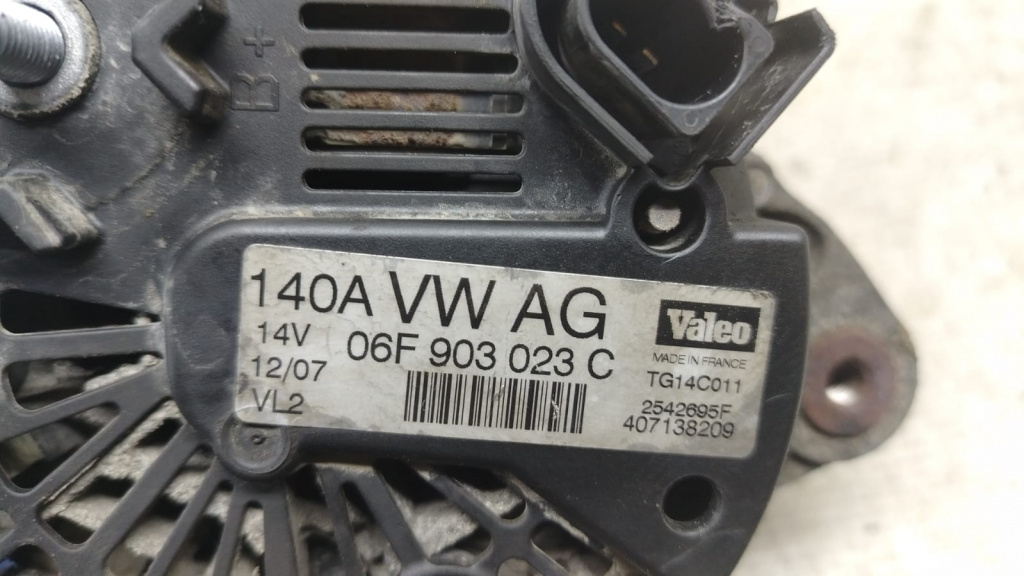 B+
140A VW AG
14V 06F 903 023 C
12/07
VL2
Valeo
MADE IN FRANCE
TG14C011
2542695F
407138209